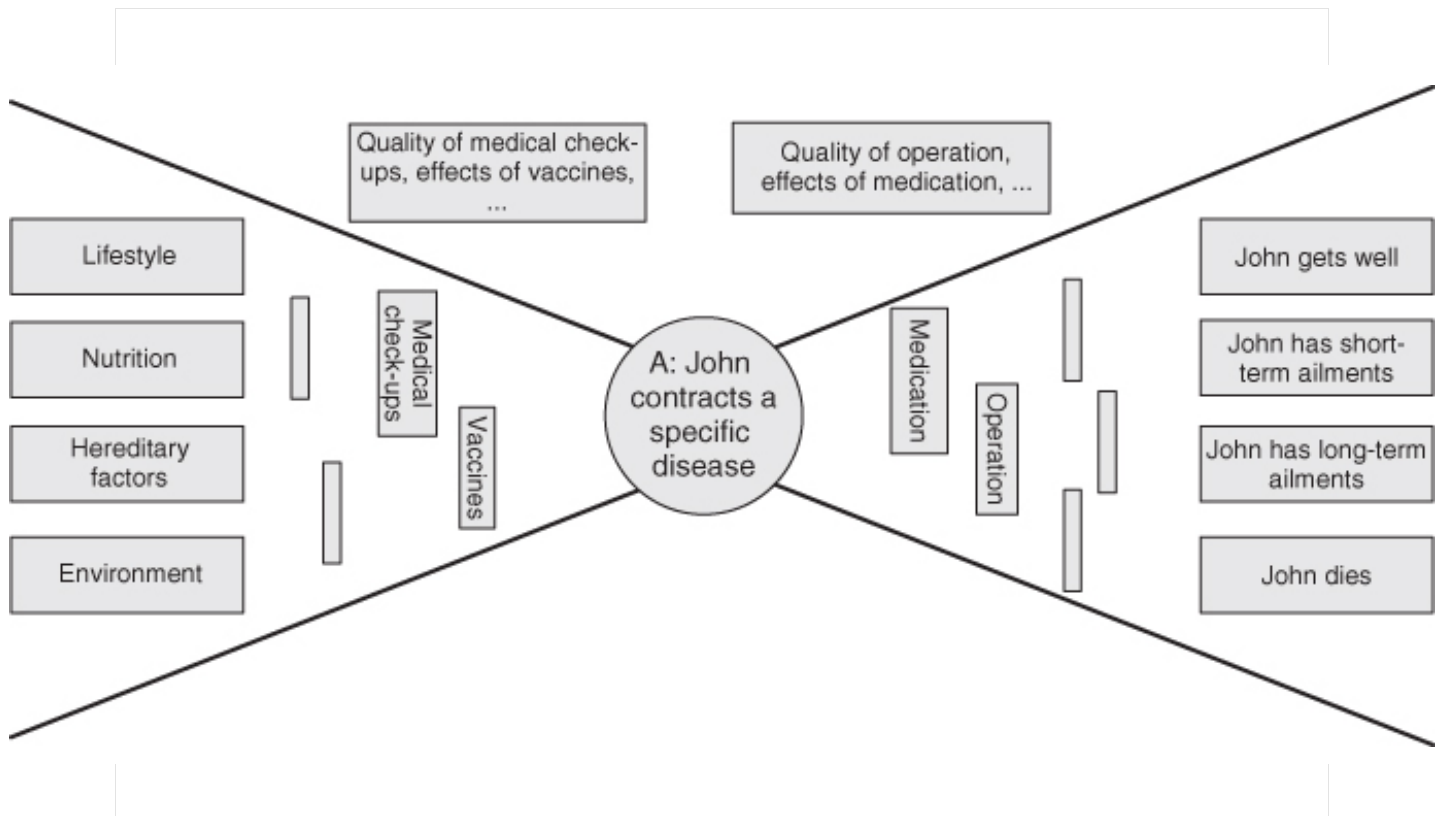 Quality of medical check-
ups, effects of vaccines,
...
Quality of operation,
effects of medication, ...
Lifestyle
Nutrition
Hereditary
factors
Environment
Medical
check-ups
Vaccines
A: John
contracts a
specific
disease
Medication
Operation
John gets well
John has short-
term ailments
John has long-term
ailments
John dies